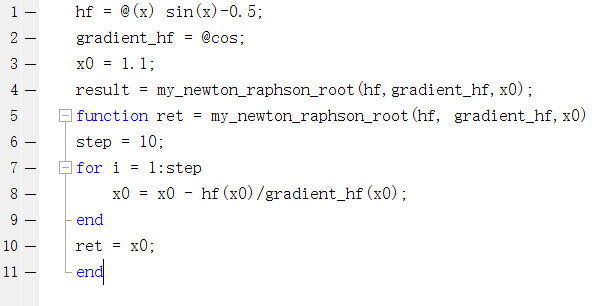 1 — hf = @(x) sin(x)-0.5;
2 — gradient_hf = @cos;
3 — x0 = 1.1;
4 — result = my_newton_raphson_root(hf,gradient_hf,x0);
5 function ret = my_newton_raphson_root(hf, gradient_hf,x0)
6 — step = 10;
7 — for i = 1:step
8 — x0 = x0 - hf(x0)/gradient_hf(x0);
9 — end
10 — ret = x0;
11 — end